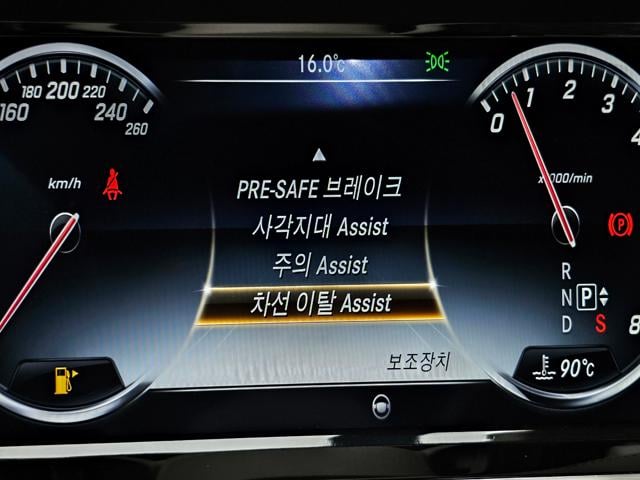 16.0℃
160 180 200 220 240 260
km/h
PRE-SAFE 브레이크
사각지대 Assist
주의 Assist
차선 이탈 Assist
보조장치
0 1 2 3 4
x1000/min
8
P
R
N P
D S
90℃